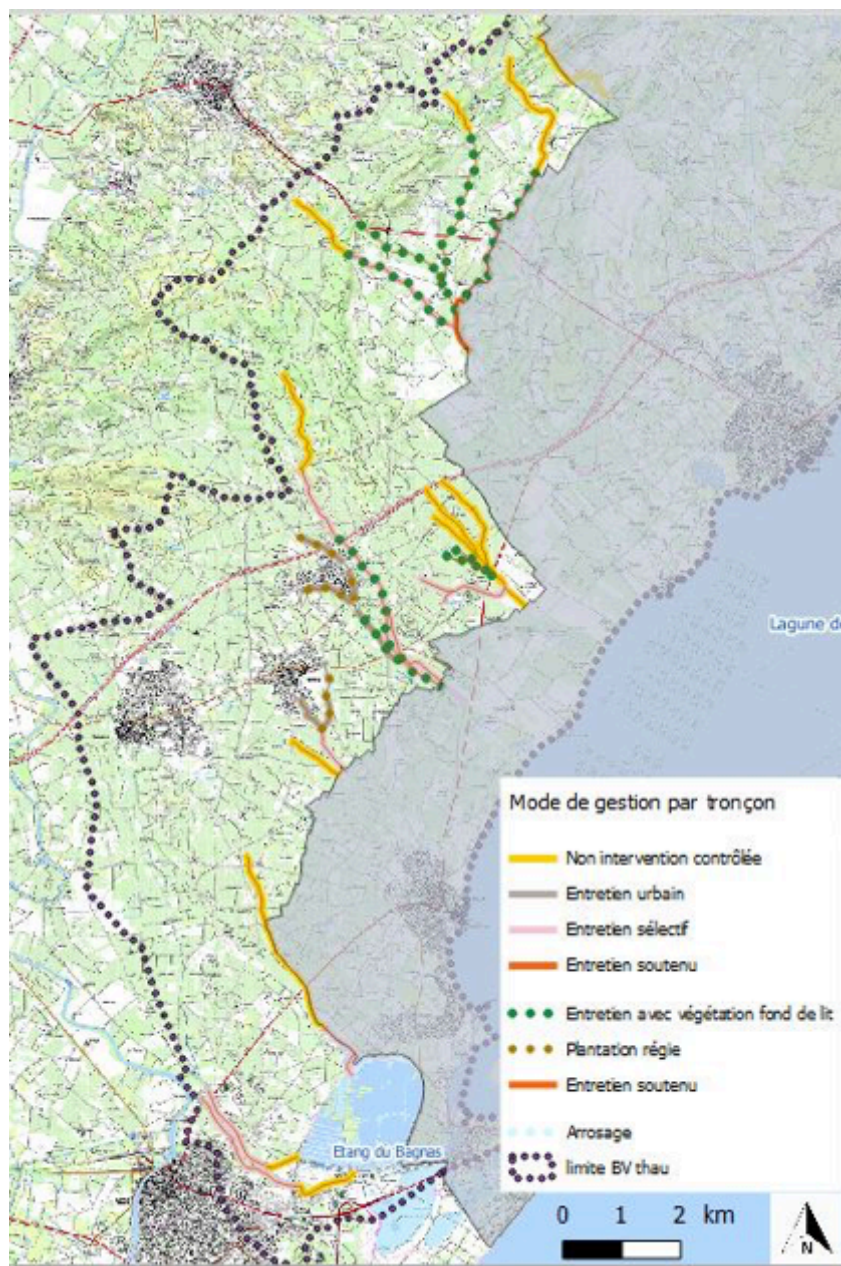 Lagune de
Mode de gestion par tronçon
Non intervention contrôlée
Entretien urbain
Entretien sélectif
Entretien soutenu
Entretien avec végétation fond de lit
Plantation régie
Entretien soutenu
Arrosage
limite BV thau
Etang du Bagnas
0 1 2 km
N